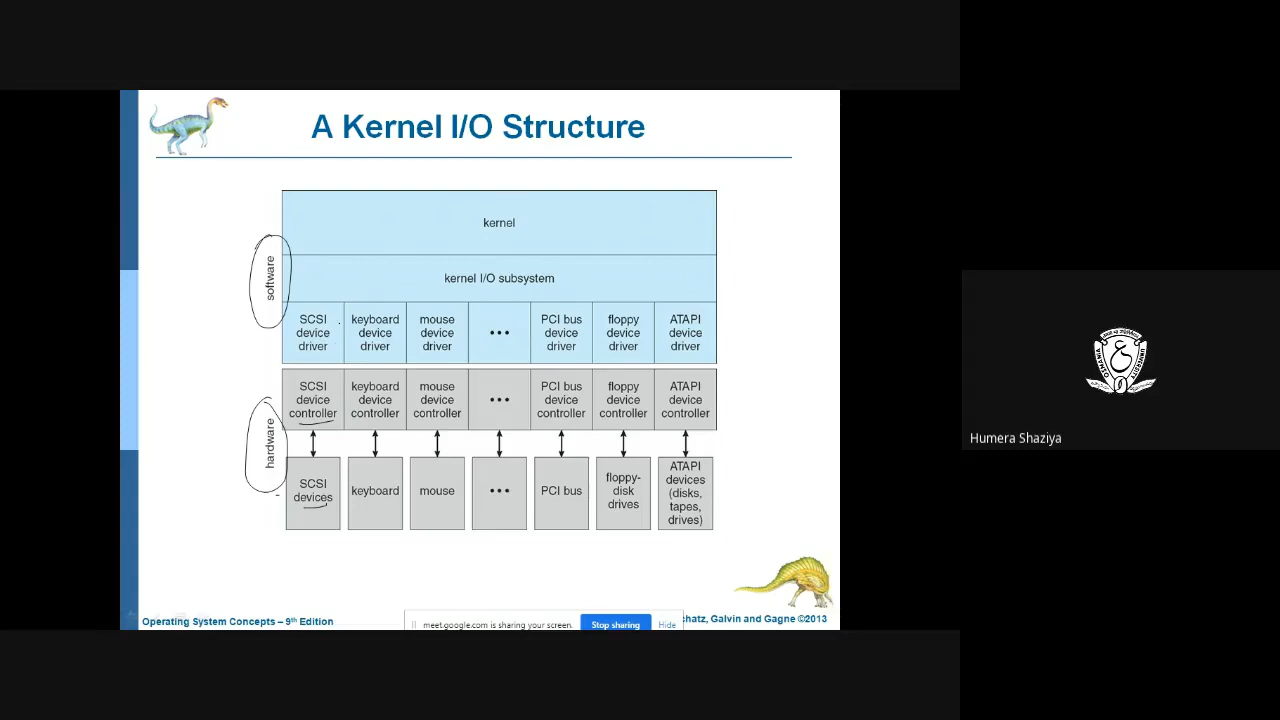 A Kernel I/O Structure
kernel
software
kernel I/O subsystem
SCSI
device
driver
keyboard
device
driver
mouse
device
driver
•••
PCI bus
device
driver
floppy
device
driver
ATAPI
device
driver
hardware
SCSI
device
controller
keyboard
device
controller
mouse
device
controller
•••
PCI bus
device
controller
floppy
device
controller
ATAPI
device
controller
SCSI
devices
keyboard
mouse
•••
PCI bus
floppy-
disk
drives
ATAPI
devices
(disks,
tapes,
drives)
Operating System Concepts – 9th Edition
meet.google.com is sharing your screen.
Stop sharing
Hide
Galvin and Gagne ©2013
OSMANIA UNIVERSITY
Humera Shaziya